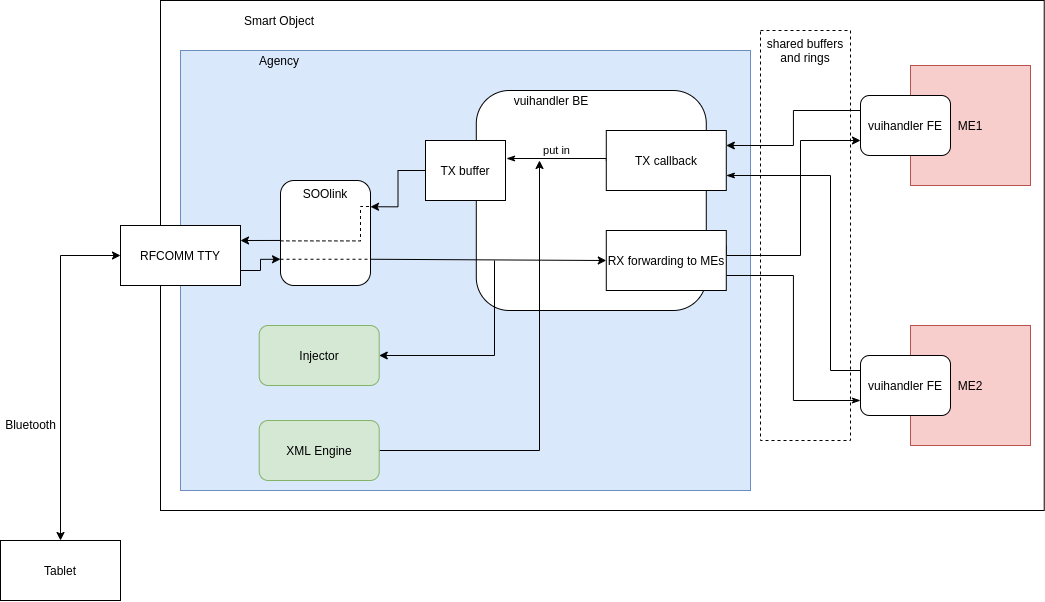 Smart Object
Agency
shared buffers
and rings
vuihandler BE
vuihandler FE
ME1
put in
TX callback
TX buffer
SOOlink
RFCOMM TTY
RX forwarding to MEs
Injector
vuihandler FE
ME2
Bluetooth
XML Engine
Tablet